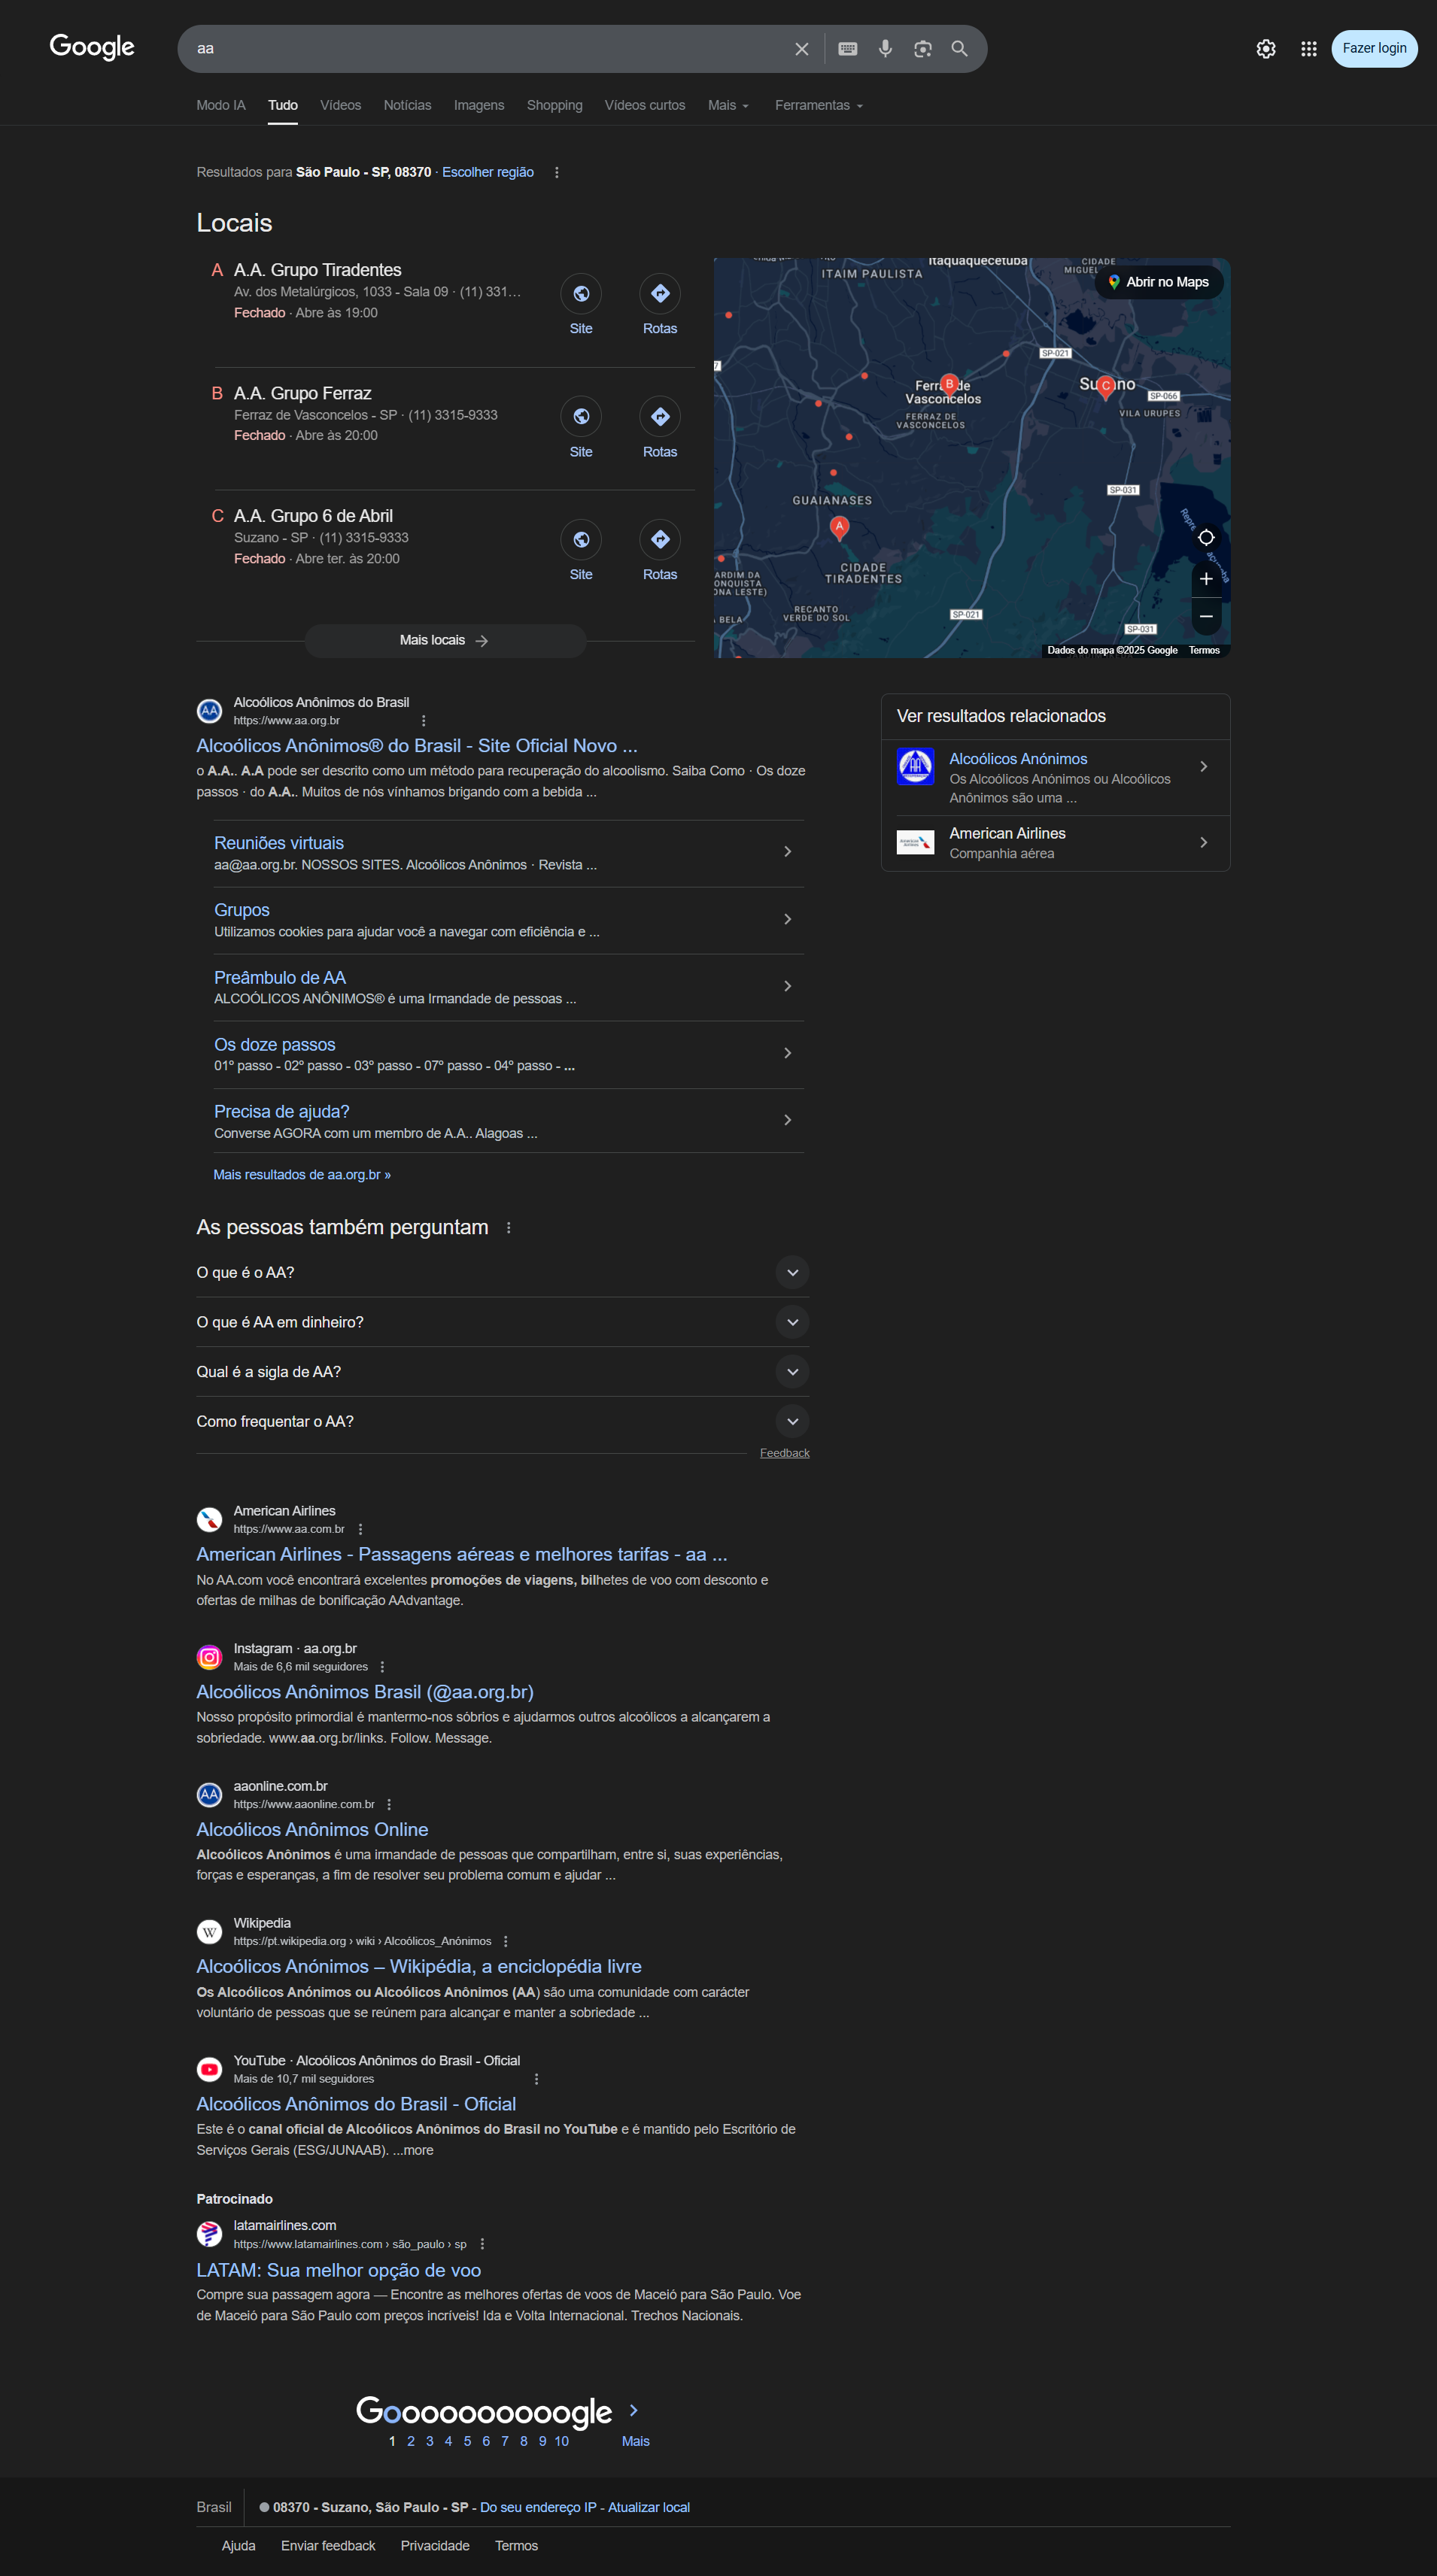 Google
aa
Fazer login
Modo IA
Tudo
Vídeos
Notícias
Imagens
Shopping
Vídeos curtos
Mais
Ferramentas
Resultados para São Paulo - SP, 08370 · Escolher região
Locais
A A.A. Grupo Tiradentes
Av. dos Metalúrgicos, 1033 - Sala 09 · (11) 331…
Fechado · Abre às 19:00
Site
Rotas
B A.A. Grupo Ferraz
Ferraz de Vasconcelos - SP · (11) 3315-9333
Fechado · Abre às 20:00
Site
Rotas
C A.A. Grupo 6 de Abril
Suzano - SP · (11) 3315-9333
Fechado · Abre ter. às 20:00
Site
Rotas
Mais locais
Itaquaquecetuba
ITAIM PAULISTA
CIDADE
MIGUEL
Abrir no Maps
SP-021
Ferraz de
Vasconcelos
B
FERRAZ DE
VASCONCELOS
C
SP-066
VILA URUPES
SP-031
GUAIANASES
A
CIDADE
TIRADENTES
ARDIM DA
ONQUISTA
ONA LESTE)
RECANTO
VERDE DO SOL
BELA
SP-021
SP-031
Dados do mapa ©2025 Google
Termos
Alcoólicos Anônimos do Brasil
https://www.aa.org.br
Alcoólicos Anônimos® do Brasil - Site Oficial Novo ...
o A.A.. A.A pode ser descrito como um método para recuperação do alcoolismo. Saiba Como · Os doze
passos · do A.A.. Muitos de nós vínhamos brigando com a bebida ...
Reuniões virtuais
aa@aa.org.br. NOSSOS SITES. Alcoólicos Anônimos · Revista ...
Grupos
Utilizamos cookies para ajudar você a navegar com eficiência e ...
Preâmbulo de AA
ALCOÓLICOS ANÔNIMOS® é uma Irmandade de pessoas ...
Os doze passos
01º passo - 02º passo - 03º passo - 07º passo - 04º passo - ...
Precisa de ajuda?
Converse AGORA com um membro de A.A.. Alagoas ...
Mais resultados de aa.org.br »
Ver resultados relacionados
Alcoólicos Anónimos
Os Alcoólicos Anónimos ou Alcoólicos
Anônimos são uma ...
American Airlines
Companhia aérea
As pessoas também perguntam
O que é o AA?
O que é AA em dinheiro?
Qual é a sigla de AA?
Como frequentar o AA?
Feedback
American Airlines
https://www.aa.com.br
American Airlines - Passagens aéreas e melhores tarifas - aa ...
No AA.com você encontrará excelentes promoções de viagens, bilhetes de voo com desconto e
ofertas de milhas de bonificação AAdvantage.
Instagram · aa.org.br
Mais de 6,6 mil seguidores
Alcoólicos Anônimos Brasil (@aa.org.br)
Nosso propósito primordial é mantermo-nos sóbrios e ajudarmos outros alcoólicos a alcançarem a
sobriedade. www.aa.org.br/links. Follow. Message.
aaonline.com.br
https://www.aaonline.com.br
Alcoólicos Anônimos Online
Alcoólicos Anônimos é uma irmandade de pessoas que compartilham, entre si, suas experiências,
forças e esperanças, a fim de resolver seu problema comum e ajudar ...
Wikipedia
https://pt.wikipedia.org › wiki › Alcoólicos_Anónimos
Alcoólicos Anónimos – Wikipédia, a enciclopédia livre
Os Alcoólicos Anónimos ou Alcoólicos Anônimos (AA) são uma comunidade com carácter
voluntário de pessoas que se reúnem para alcançar e manter a sobriedade ...
YouTube · Alcoólicos Anônimos do Brasil - Oficial
Mais de 10,7 mil seguidores
Alcoólicos Anônimos do Brasil - Oficial
Este é o canal oficial de Alcoólicos Anônimos do Brasil no YouTube e é mantido pelo Escritório de
Serviços Gerais (ESG/JUNAAB). ...more
Patrocinado
latamairlines.com
https://www.latamairlines.com › são_paulo › sp
LATAM: Sua melhor opção de voo
Compre sua passagem agora — Encontre as melhores ofertas de voos de Maceió para São Paulo. Voe
de Maceió para São Paulo com preços incríveis! Ida e Volta Internacional. Trechos Nacionais.
Goooooooooogle
1 2 3 4 5 6 7 8 9 10 Mais
Brasil
08370 - Suzano, São Paulo - SP - Do seu endereço IP - Atualizar local
Ajuda
Enviar feedback
Privacidade
Termos